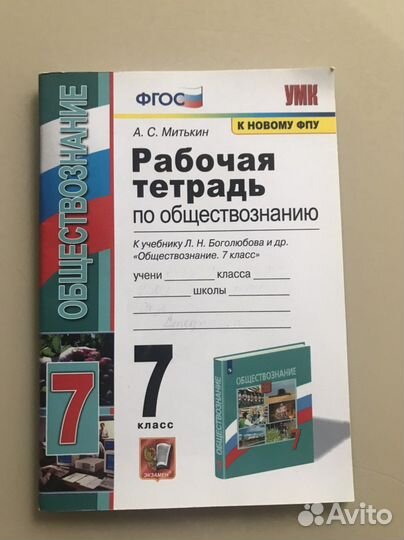 ФГОС
УМК
К НОВОМУ ФПУ
А. С. Митькин
Рабочая
тетрадь
по обществознанию
К учебнику Л. Н. Боголюбова и др.
«Обществознание. 7 класс»
учени класса
школы
ОБЩЕСТВОЗНАНИЕ
7
7
класс
ЭКЗАМЕН
ОБЩЕСТВОЗНАНИЕ
ОБЩЕСТВОЗНАНИЕ
7
Avito